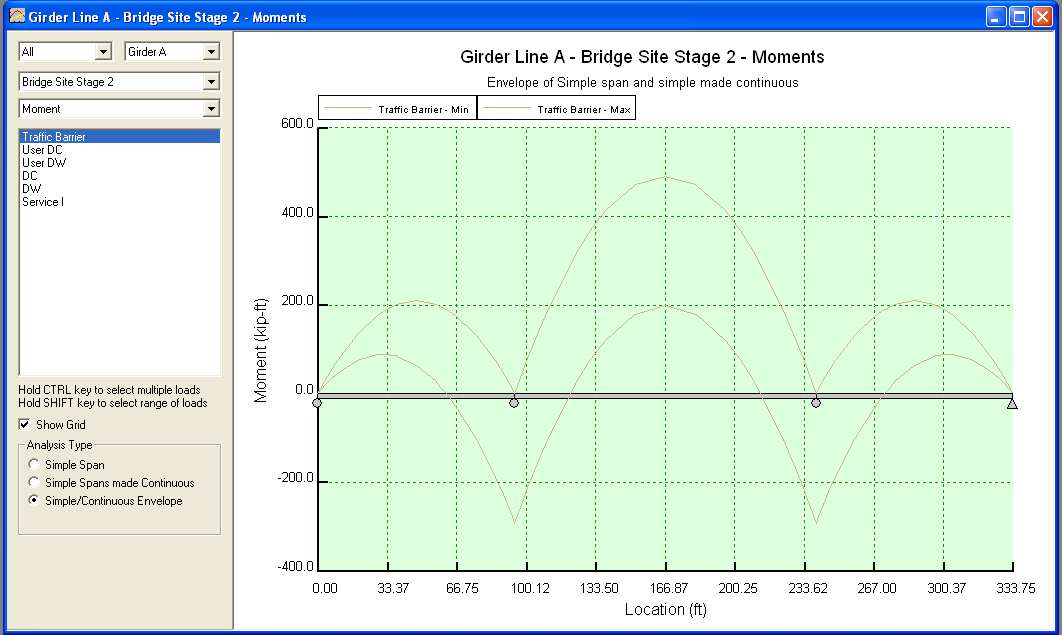 Girder Line A - Bridge Site Stage 2 - Moments
All
Girder A
Bridge Site Stage 2
Moment
Traffic Barrier
User DC
User DW
DC
DW
Service I
Hold CTRL key to select multiple loads
Hold SHIFT key to select range of loads
Show Grid
Analysis Type
Simple Span
Simple Spans made Continuous
Simple/Continuous Envelope
Girder Line A - Bridge Site Stage 2 - Moments
Envelope of Simple span and simple made continuous
Traffic Barrier - Min
Traffic Barrier - Max
Moment (kip-ft)
600.0
400.0
200.0
0.0
-200.0
-400.0
0.00 33.37 66.75 100.12 133.50 166.87 200.25 233.62 267.00 300.37 333.75
Location (ft)